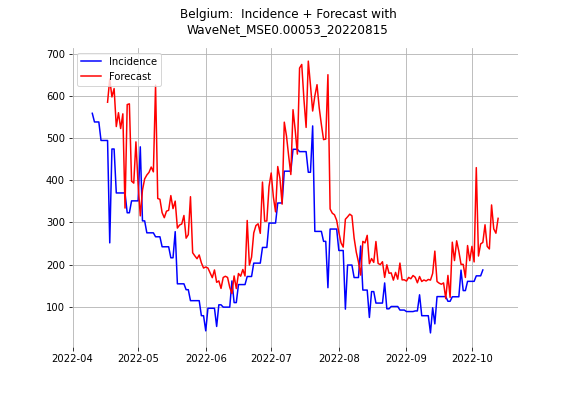 Belgium:  Incidence + Forecast with
WaveNet_MSE0.00053_20220815
Incidence
Forecast
700
600
500
400
300
200
100
2022-04 2022-05 2022-06 2022-07 2022-08 2022-09 2022-10